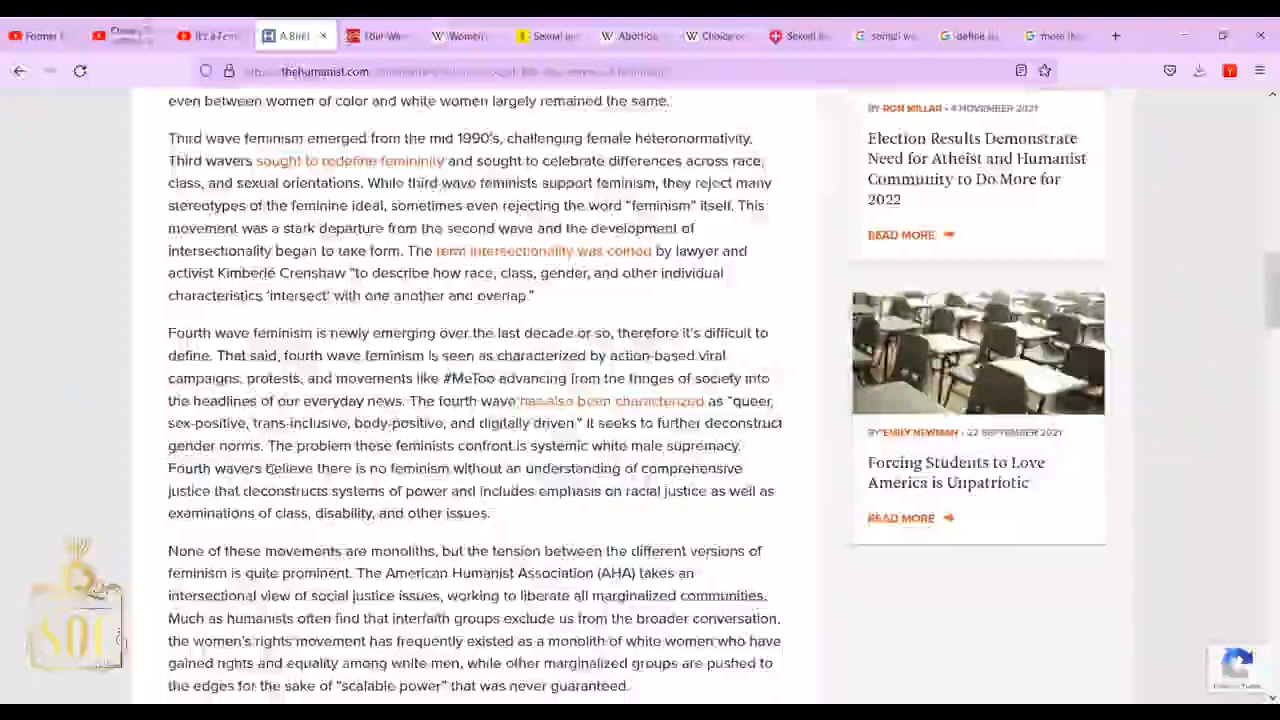 Former
It's a Fem
A Brief
Your We
Women'
Sexual
Abortio
Choice
Sexual
define
more th
thehumanist.com
even between women of color and white women largely remained the same.
Third wave feminism emerged from the mid 1990's, challenging female heteronormativity.
Third wavers sought to redefine femininity and sought to celebrate differences across race,
class, and sexual orientations. While third-wave feminists support feminism, they reject many
stereotypes of the feminine ideal, sometimes even rejecting the word "feminism" itself. This
movement was a stark departure from the second wave and the development of
intersectionality began to take form. The term intersectionality was coined by lawyer and
activist Kimberlé Crenshaw "to describe how race, class, gender, and other individual
characteristics 'intersect' with one another and overlap."
Fourth wave feminism is newly emerging over the last decade or so, therefore it's difficult to
define. That said, fourth wave feminism is seen as characterized by action-based viral
campaigns, protests, and movements like #MeToo advancing from the fringes of society into
the headlines of our everyday news. The fourth wave has also been characterized as "queer,
sex-positive, trans-inclusive, body-positive, and digitally driven." It seeks to further deconstruct
gender norms. The problem these feminists confront is systemic white male supremacy.
Fourth wavers believe there is no feminism without an understanding of comprehensive
justice that deconstructs systems of power and includes emphasis on racial justice as well as
examinations of class, disability, and other issues.
None of these movements are monoliths, but the tension between the different versions of
feminism is quite prominent. The American Humanist Association (AHA) takes an
intersectional view of social justice issues, working to liberate all marginalized communities.
Much as humanists often find that interfaith groups exclude us from the broader conversation,
the women's rights movement has frequently existed as a monolith of white women who have
gained rights and equality among white men, while other marginalized groups are pushed to
the edges for the sake of "scalable power" that was never guaranteed.
BY RON MILLAR • 4 NOVEMBER 2021
Election Results Demonstrate
Need for Atheist and Humanist
Community to Do More for
2022
READ MORE
BY EMILY NEWMAN • 22 SEPTEMBER 2021
Forcing Students to Love
America is Unpatriotic
READ MORE
SOC